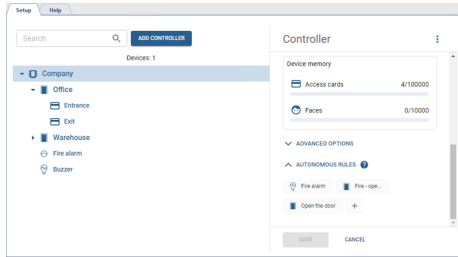 Setup Help
Search
ADD CONTROLLER
Devices: 1
Company
Office
Entrance
Exit
Warehouse
Fire alarm
Buzzer
Controller
Device memory
Access cards 4/100000
Faces 0/10000
ADVANCED OPTIONS
AUTONOMOUS RULES ?
Fire alarm Fire - ope...
Open the door +
SAVE CANCEL